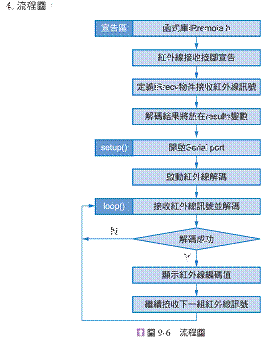 4. 流程圖：
宣告區 函式庫IRremote.h
紅外線接收接腳宣告
定義irrecv物件接收紅外線訊號
解碼結果將放在results變數
setup() 開啟Serial port
啟動紅外線解碼
loop() 接收紅外線訊號並解碼
解碼成功
顯示紅外線編碼值
繼續接收下一組紅外線訊號
圖 9-6 流程圖